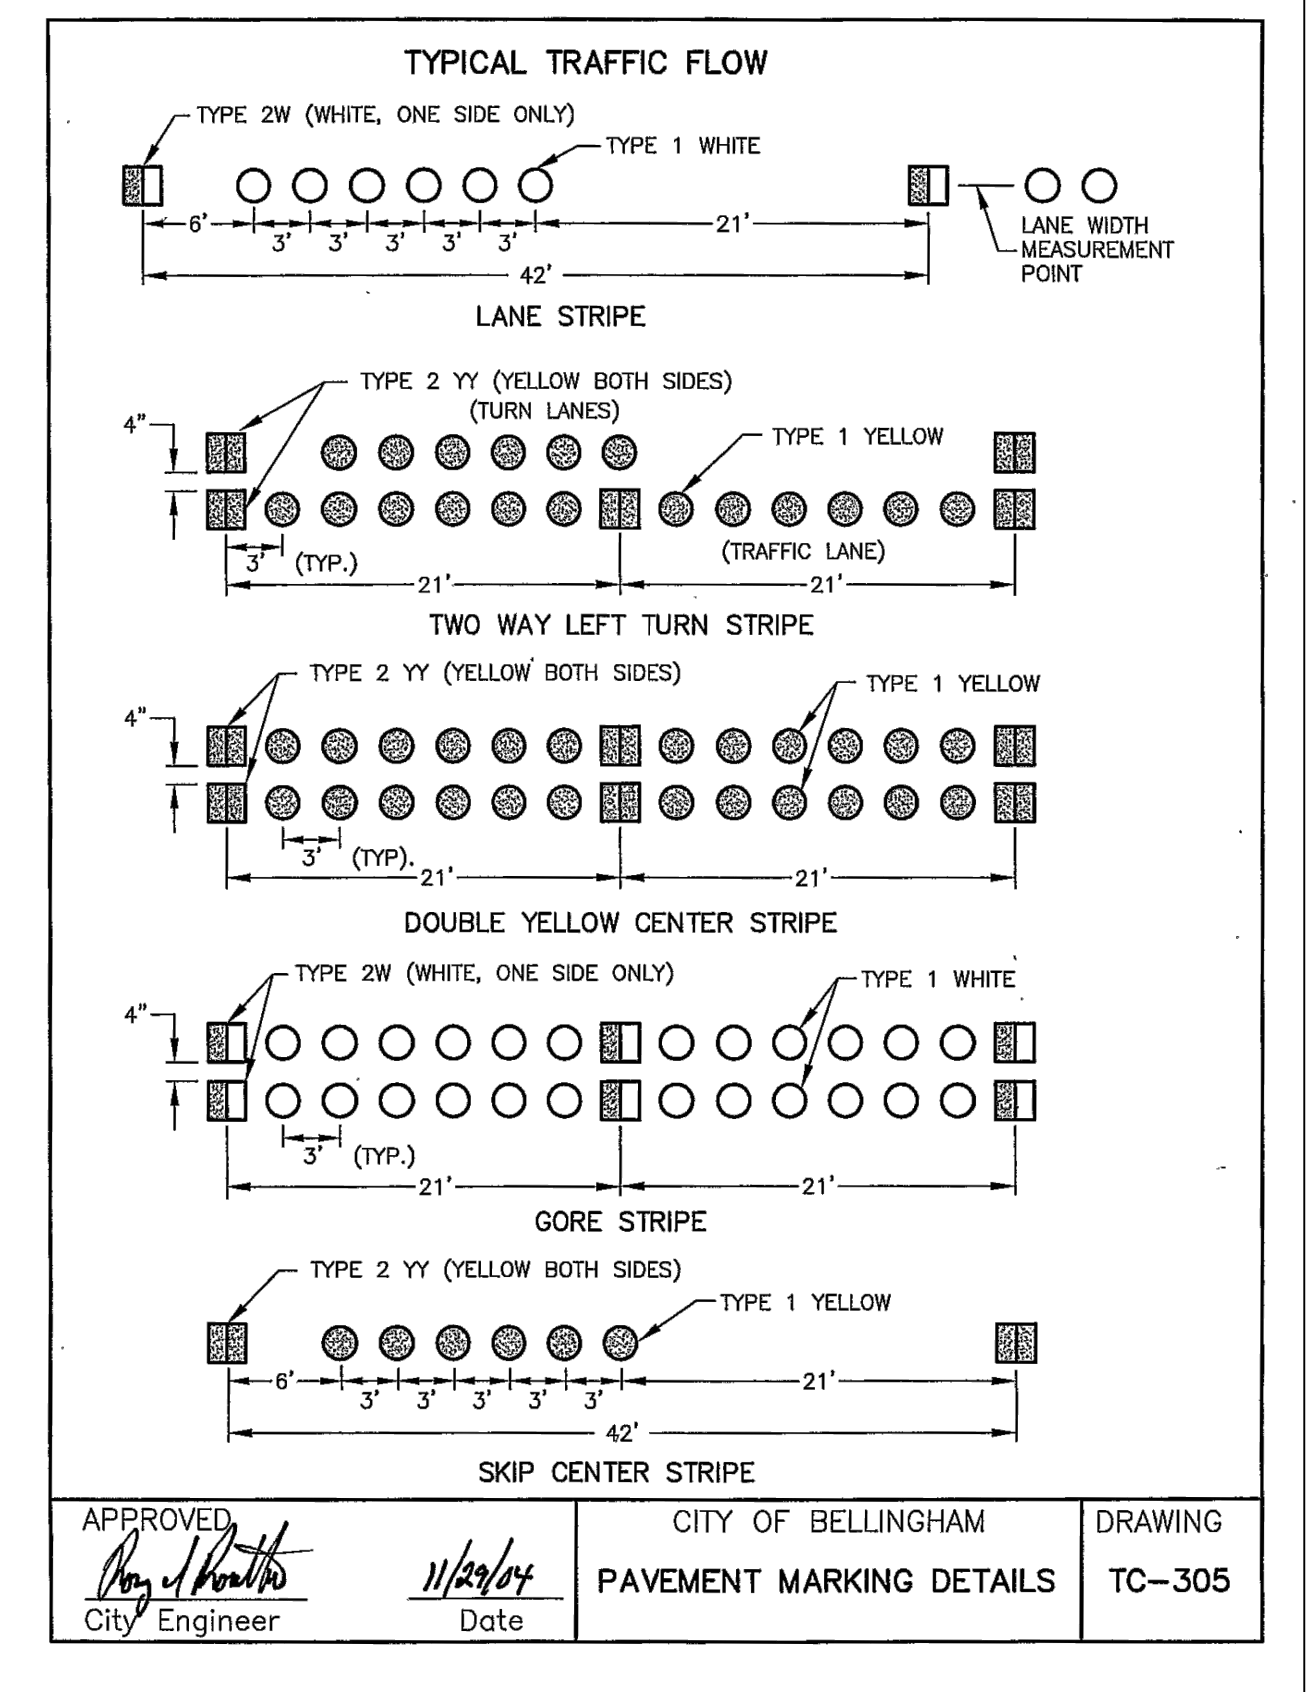 TYPICAL TRAFFIC FLOW
TYPE 2W (WHITE, ONE SIDE ONLY)
TYPE 1 WHITE
6'
3' 3' 3' 3' 3'
21'
LANE WIDTH
MEASUREMENT
POINT
42'
LANE STRIPE
TYPE 2 YY (YELLOW BOTH SIDES)
(TURN LANES)
4"
TYPE 1 YELLOW
(TRAFFIC LANE)
3' (TYP.)
21' 21'
TWO WAY LEFT TURN STRIPE
TYPE 2 YY (YELLOW BOTH SIDES)
TYPE 1 YELLOW
4"
3' (TYP).
21' 21'
DOUBLE YELLOW CENTER STRIPE
TYPE 2W (WHITE, ONE SIDE ONLY)
TYPE 1 WHITE
4"
3' (TYP.)
21' 21'
GORE STRIPE
TYPE 2 YY (YELLOW BOTH SIDES)
TYPE 1 YELLOW
6' 21'
3' 3' 3' 3' 3'
42'
SKIP CENTER STRIPE
APPROVED
11/29/04
City Engineer Date
CITY OF BELLINGHAM
PAVEMENT MARKING DETAILS
DRAWING
TC-305